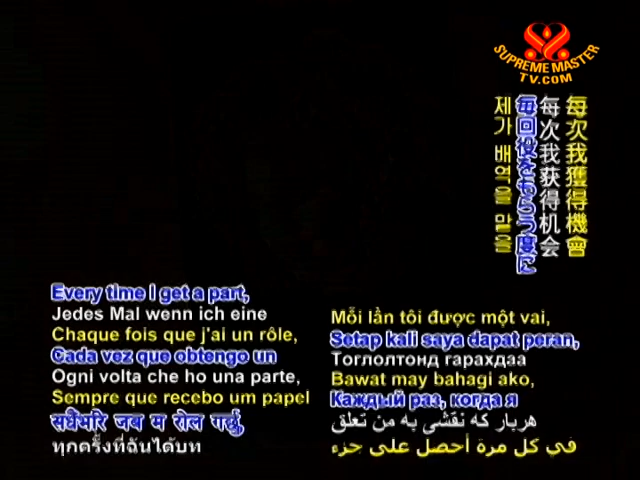 SUPREME MASTER
TV.COM
每次我獲得機會
每次我获得机会
毎回役をもらう度に
제가 배역을 맡을
Every time I get a part,
Jedes Mal wenn ich eine
Chaque fois que j'ai un rôle,
Cada vez que obtengo un
Ogni volta che ho una parte,
Sempre que recebo um papel
सधैंभरि जब म रोल गर्छु,
ทุกครั้งที่ฉันได้บท
Mỗi lần tôi được một vai,
Setap kali saya dapat peran,
Тоглолтонд гарахдаа
Bawat may bahagi ako,
Каждый раз, когда я
هربار که نقشی به من تعلق
في كل مرة أحصل على جزء